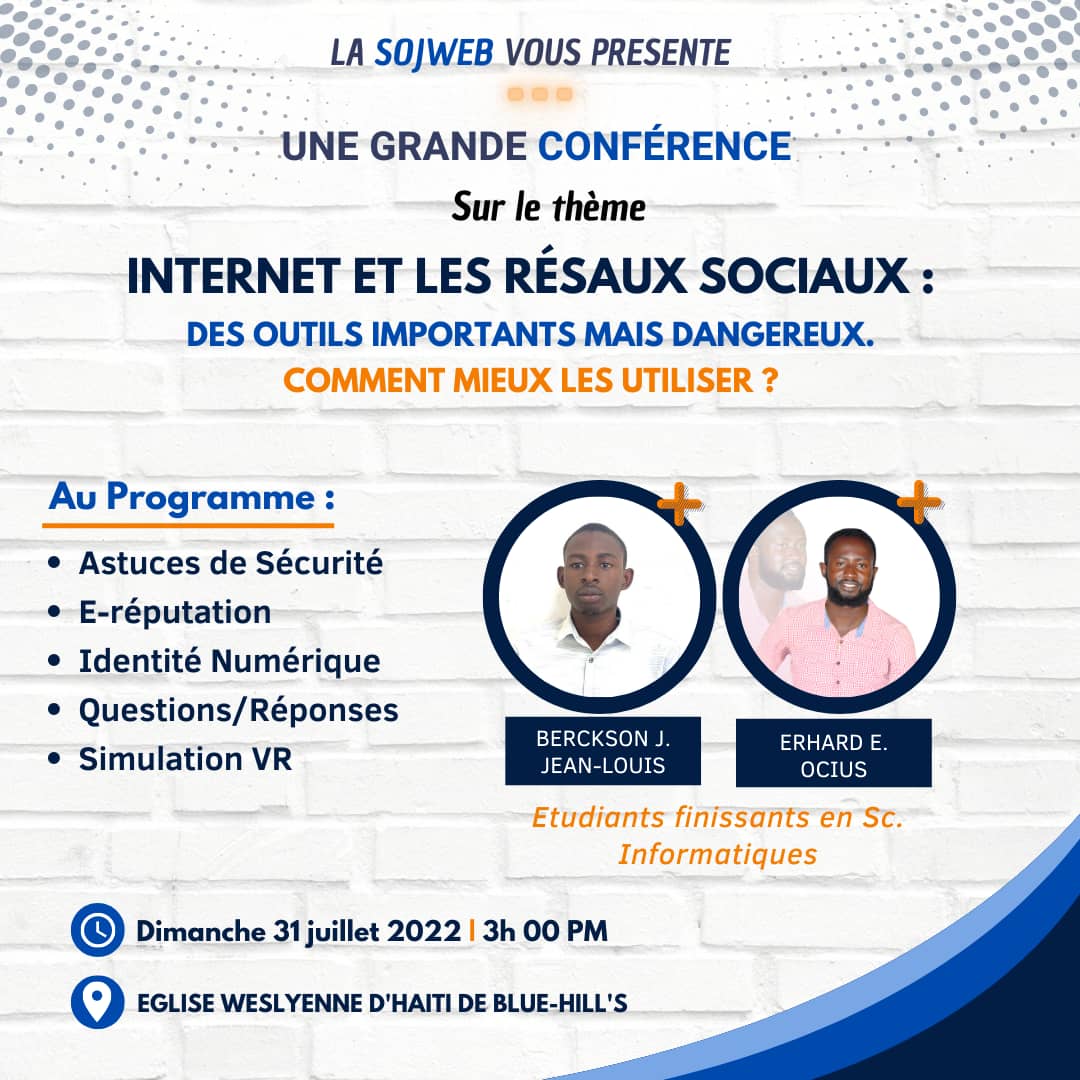 LA SOJWEB VOUS PRESENTE
UNE GRANDE CONFÉRENCE
Sur le thème
INTERNET ET LES RÉSAUX SOCIAUX :
DES OUTILS IMPORTANTS MAIS DANGEREUX.
COMMENT MIEUX LES UTILISER ?
Au Programme :
• Astuces de Sécurité
• E-réputation
• Identité Numérique
• Questions/Réponses
• Simulation VR
BERCKSON J.
JEAN-LOUIS
ERHARD E.
OCIUS
Etudiants finissants en Sc.
Informatiques
Dimanche 31 juillet 2022 | 3h 00 PM
EGLISE WESLYENNE D'HAITI DE BLUE-HILL'S